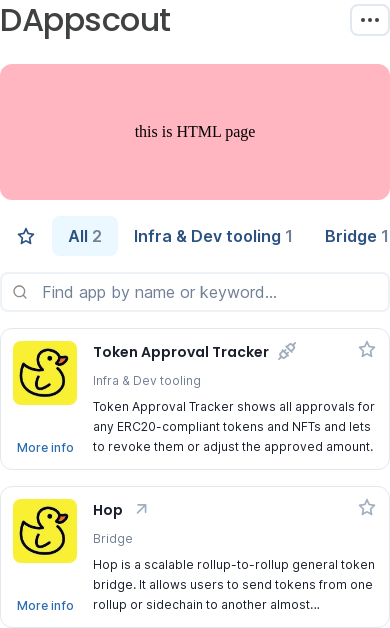 DAppscout
this is HTML page
All 2
Infra & Dev tooling 1
Bridge 1
Find app by name or keyword...
Token Approval Tracker
Infra & Dev tooling
Token Approval Tracker shows all approvals for
any ERC20-compliant tokens and NFTs and lets
to revoke them or adjust the approved amount.
More info
Hop
Bridge
Hop is a scalable rollup-to-rollup general token
bridge. It allows users to send tokens from one
rollup or sidechain to another almost...
More info